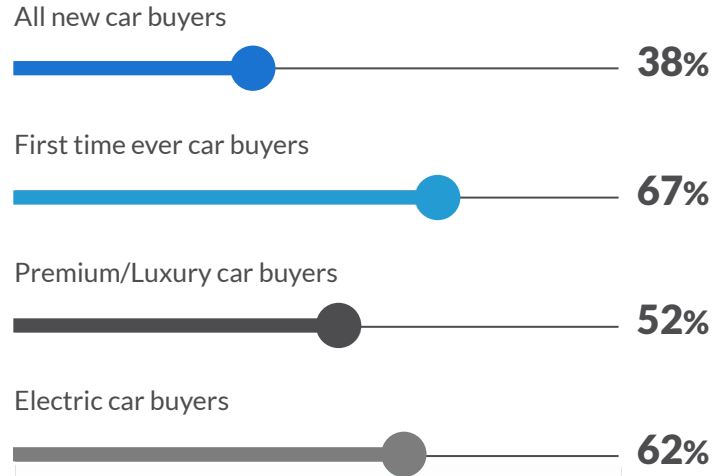 All new car buyers
38%
First time ever car buyers
67%
Premium/Luxury car buyers
52%
Electric car buyers
62%